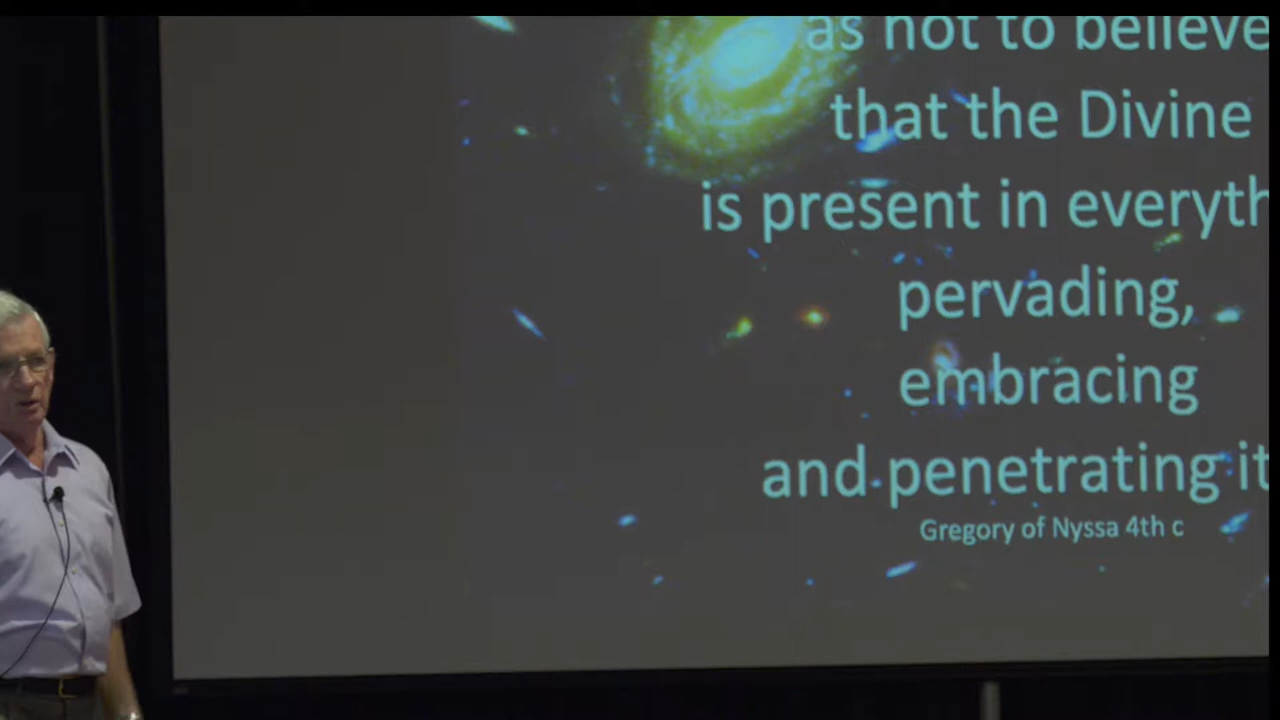 as not to believe
that the Divine
is present in everyth
pervading,
embracing
and penetrating it
Gregory of Nyssa 4th c